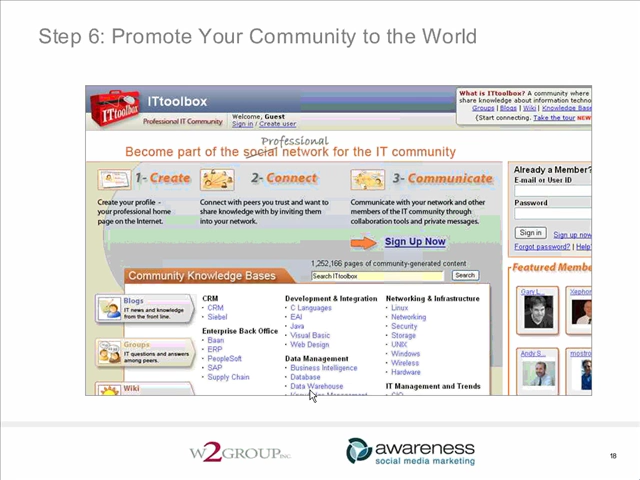 Step 6: Promote Your Community to the World
ITtoolbox
ITtoolbox
Professional IT Community
Welcome, Guest
Sign in / Create user
What is ITtoolbox? A community where
share knowledge about information techno
Groups | Blogs | Wiki | Knowledge Base
(Start connecting. Take the tour NEW
Professional
Become part of the social network for the IT community
1- Create
Create your profile -
your professional home
page on the Internet.
2- Connect
Connect with peers you trust and want to
share knowledge with by inviting them
into your network.
3- Communicate
Communicate with your network and other
members of the IT community through
collaboration tools and private messages.
Sign Up Now
Already a Member?
E-mail or User ID
Password
Sign in
Sign up now
Forgot password? | Help
1,252,166 pages of community-generated content
Community Knowledge Bases
Search ITtoolbox
Search
Blogs
IT news and knowledge
from the front line.
Groups
IT questions and answers
among peers.
Wiki
CRM
CRM
Siebel
Enterprise Back Office
Baan
ERP
PeopleSoft
SAP
Supply Chain
Development & Integration
C Languages
EAI
Java
Visual Basic
Web Design
Data Management
Business Intelligence
Database
Data Warehouse
Knowledge Management
Networking & Infrastructure
Linux
Networking
Security
Storage
UNIX
Windows
Wireless
Hardware
IT Management and Trends
CIO
Featured Membe
Gary L...
Xephor
Andy S...
mostro
W2GROUP INC
awareness
social media marketing
18